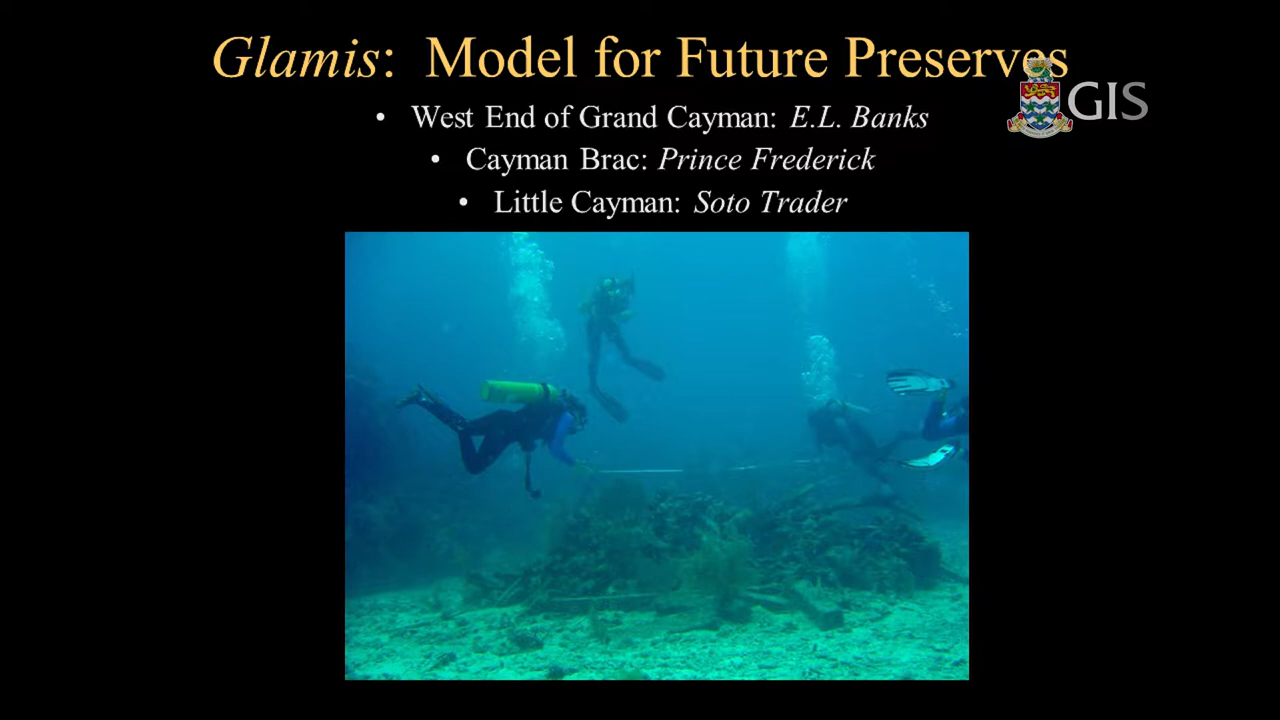 Glamis: Model for Future Preserves
GIS
• West End of Grand Cayman: E.L. Banks
• Cayman Brac: Prince Frederick
• Little Cayman: Soto Trader